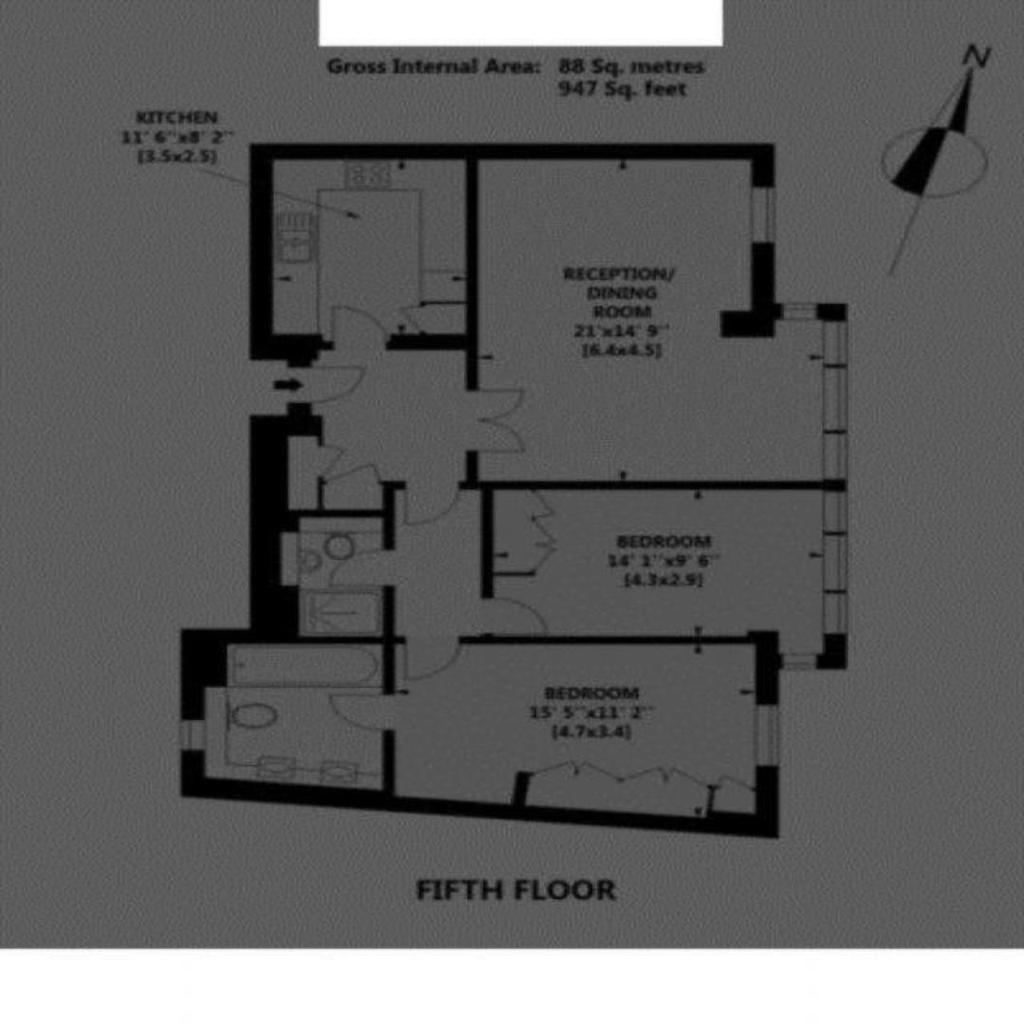 Gross Internal Area: 88 Sq. metres
947 Sq. feet
N
KITCHEN
11' 6''x8' 2''
[3.5x2.5]
RECEPTION/
DINING
ROOM
21'x14' 9''
[6.4x4.5]
BEDROOM
14' 1''x9' 6''
[4.3x2.9]
BEDROOM
15' 5''x11' 2''
[4.7x3.4]
FIFTH FLOOR